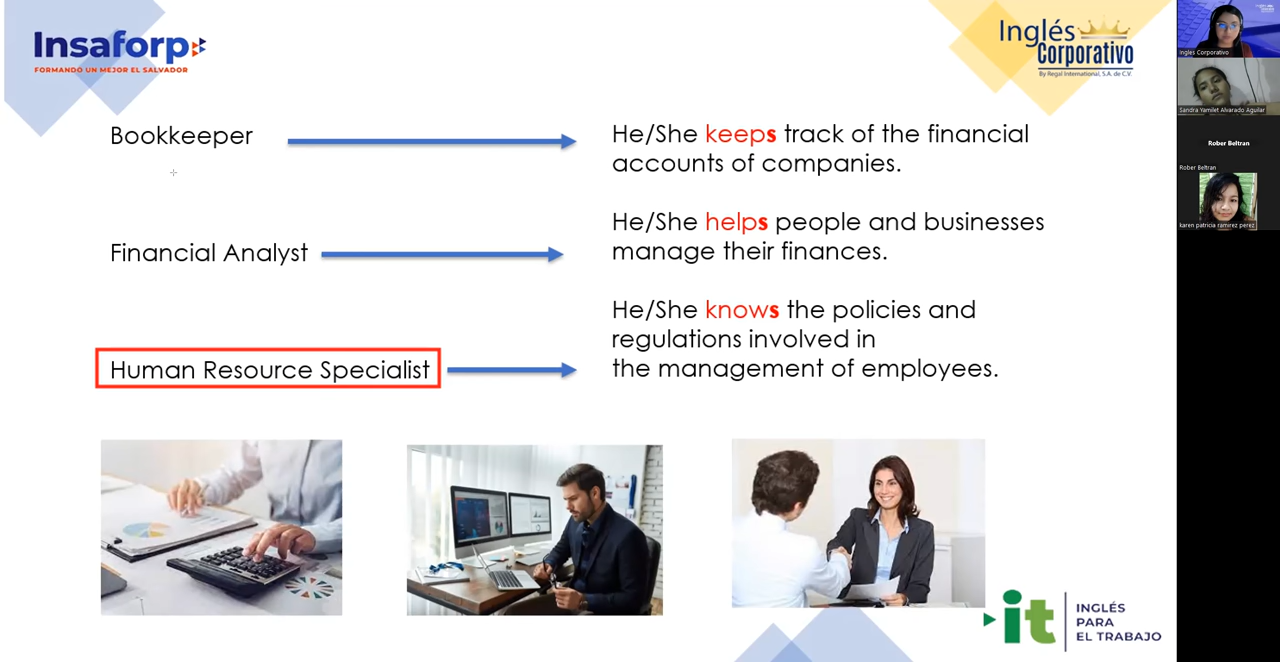 Insaforp
FORMANDO UN MEJOR EL SALVADOR
Inglés
Corporativo
By Regal International, S.A. de C.V.
Bookkeeper
He/She keeps track of the financial
accounts of companies.
Financial Analyst
He/She helps people and businesses
manage their finances.
Human Resource Specialist
He/She knows the policies and
regulations involved in
the management of employees.
it
INGLÉS
PARA
EL TRABAJO
Inglés Corporativo
Sandra Yamilet Alvarado Aguilar
Rober Beltran
Rober Beltran
karen patricia ramirez perez